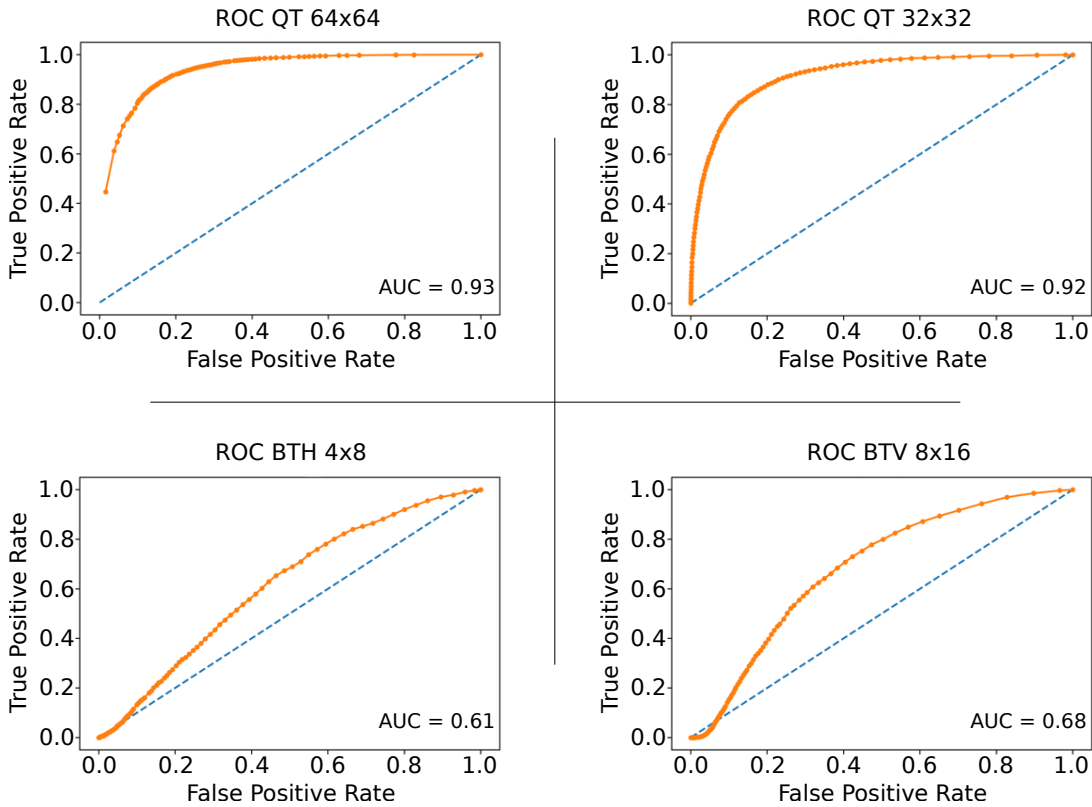 ROC QT 64x64
True Positive Rate
1.0
0.8
0.6
0.4
0.2
0.0
AUC = 0.93
0.0 0.2 0.4 0.6 0.8 1.0
False Positive Rate
ROC QT 32x32
True Positive Rate
1.0
0.8
0.6
0.4
0.2
0.0
AUC = 0.92
0.0 0.2 0.4 0.6 0.8 1.0
False Positive Rate
ROC BTH 4x8
True Positive Rate
1.0
0.8
0.6
0.4
0.2
0.0
AUC = 0.61
0.0 0.2 0.4 0.6 0.8 1.0
False Positive Rate
ROC BTV 8x16
True Positive Rate
1.0
0.8
0.6
0.4
0.2
0.0
AUC = 0.68
0.0 0.2 0.4 0.6 0.8 1.0
False Positive Rate